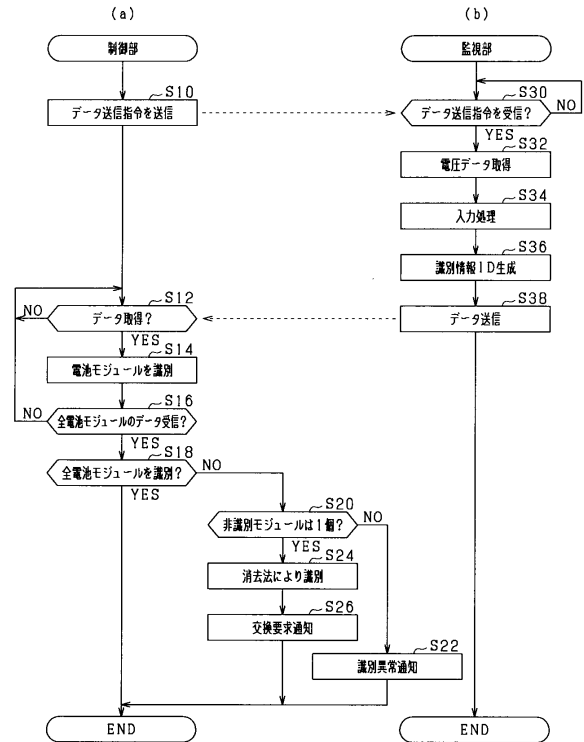 (a)
制御部
S10
データ送信指令を送信
S12
データ取得?
NO
YES
S14
電池モジュールを識別
S16
全電池モジュールのデータ受信?
NO
YES
S18
全電池モジュールを識別?
NO
YES
S20
非識別モジュールは1個?
NO
YES
S24
消去法により識別
S26
交換要求通知
S22
識別異常通知
END
(b)
監視部
S30
データ送信指令を受信?
NO
YES
S32
電圧データ取得
S34
入力処理
S36
識別情報ID生成
S38
データ送信
END